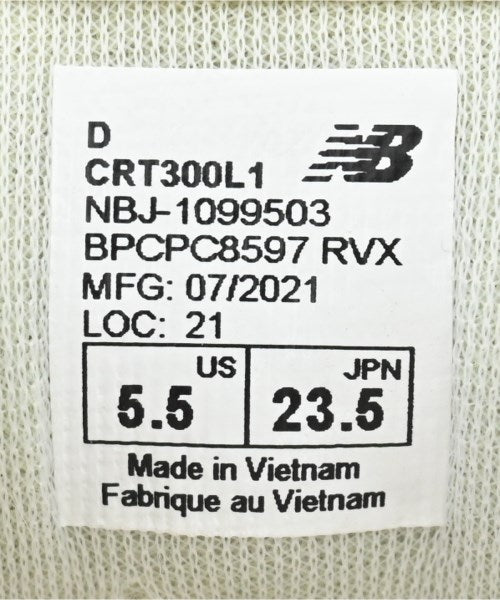 D
CRT300L1
NB
NBJ-1099503
BPCPC8597 RVX
MFG: 07/2021
LOC: 21
US
5.5
JPN
23.5
Made in Vietnam
Fabrique au Vietnam